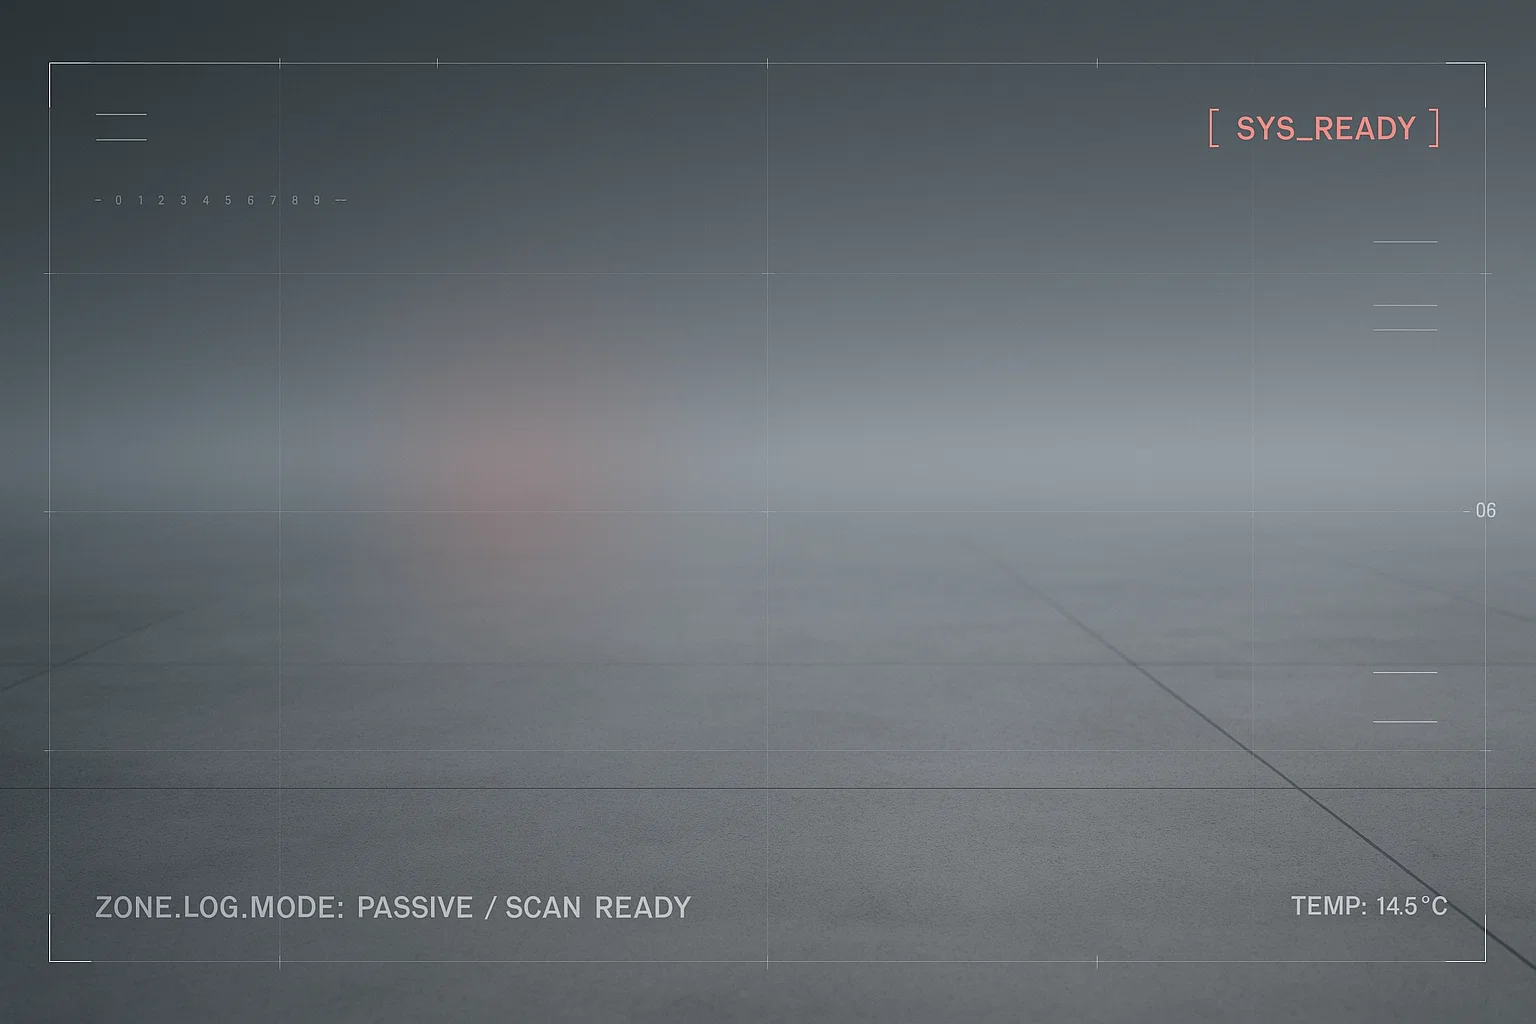 [ SYS_READY ]
– 0 1 2 3 4 5 6 7 8 9 —
– 06
ZONE.LOG.MODE: PASSIVE / SCAN READY
TEMP: 14.5°C